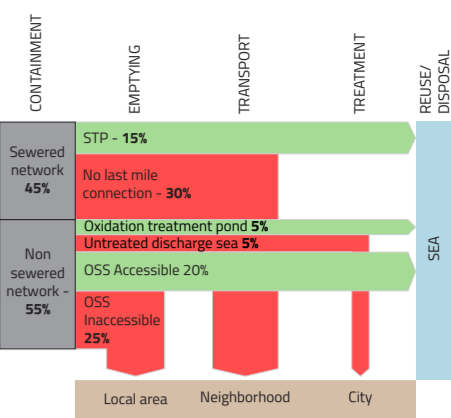 CONTAINMENT
EMPTYING
TRANSPORT
TREATMENT
REUSE/
DISPOSAL
Sewered
network
45%
STP - 15%
No last mile
connection - 30%
Non
sewered
network -
55%
Oxidation treatment pond 5%
Untreated discharge sea 5%
OSS Accessible 20%
OSS
Inaccessible
25%
SEA
Local area
Neighborhood
City